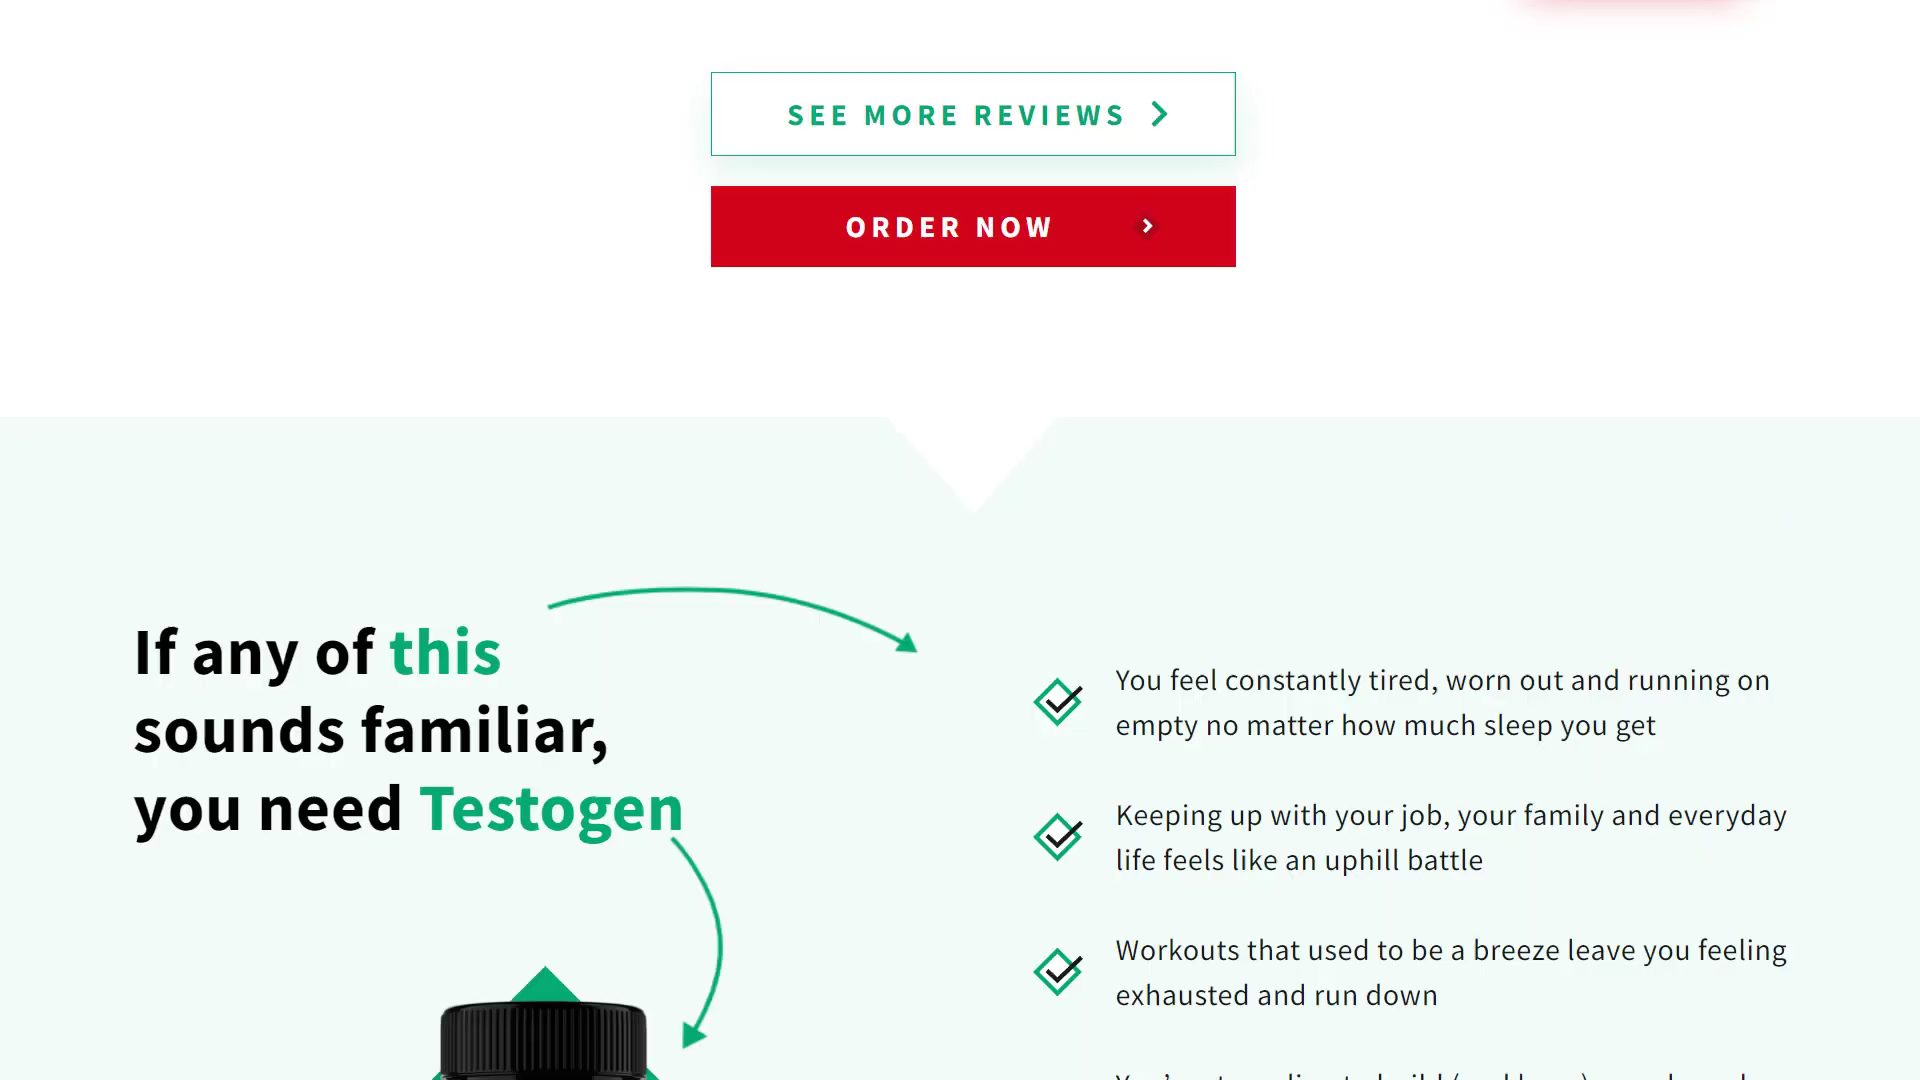 SEE MORE REVIEWS
ORDER NOW
If any of this
sounds familiar,
you need Testogen
You feel constantly tired, worn out and running on
empty no matter how much sleep you get
Keeping up with your job, your family and everyday
life feels like an uphill battle
Workouts that used to be a breeze leave you feeling
exhausted and run down